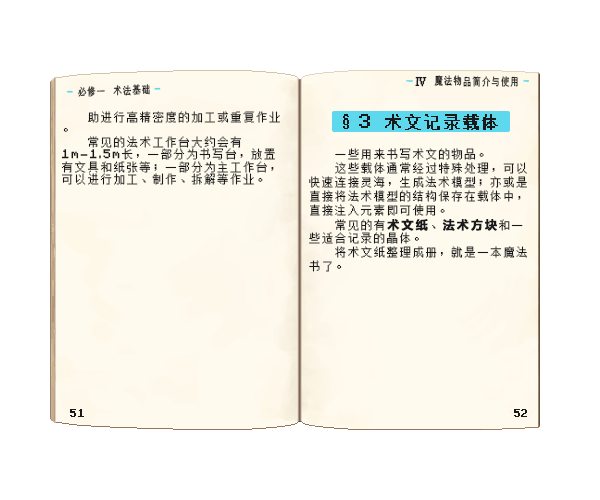 - 必修一 术法基础 -
助进行高精密度的加工或重复作业
。
常见的法术工作台大约会有
1m-1.5m长，一部分为书写台，放置
有文具和纸张等；一部分为主工作台，
可以进行加工、制作、拆解等作业。
51
- Ⅳ 魔法物品简介与使用 -
§3 术文记录载体
一些用来书写术文的物品。
这些载体通常经过特殊处理，可以
快速连接灵海，生成法术模型；亦或是
直接将法术模型的结构保存在载体中，
直接注入元素即可使用。
常见的有术文纸、法术方块和一
些适合记录的晶体。
将术文纸整理成册，就是一本魔法
书了。
52